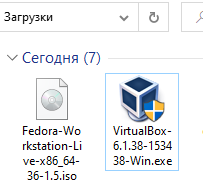 Загрузки
Сегодня (7)
Fedora-Wo-
rkstation-Li-
ve-x86_64-
36-1.5.iso
VirtualBox-
6.1.38-1534
38-Win.exe